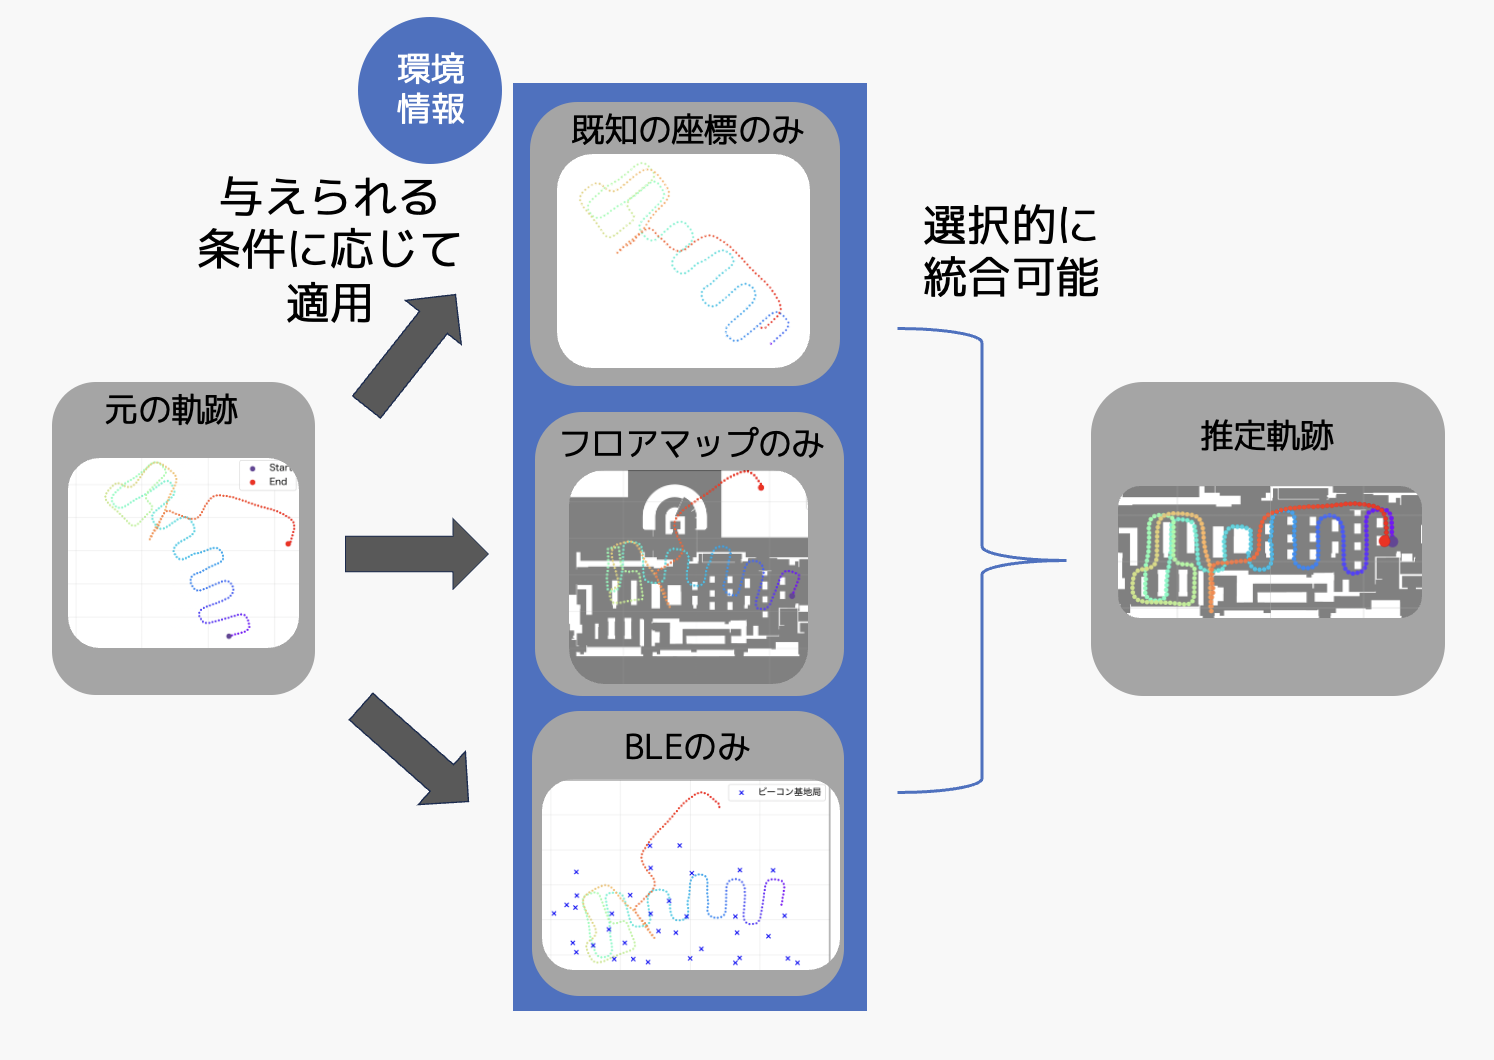 環境
情報
与えられる
条件に応じて
適用
元の軌跡
Start
End
既知の座標のみ
フロアマップのみ
BLEのみ
ビーコン基地局
選択的に
統合可能
推定軌跡